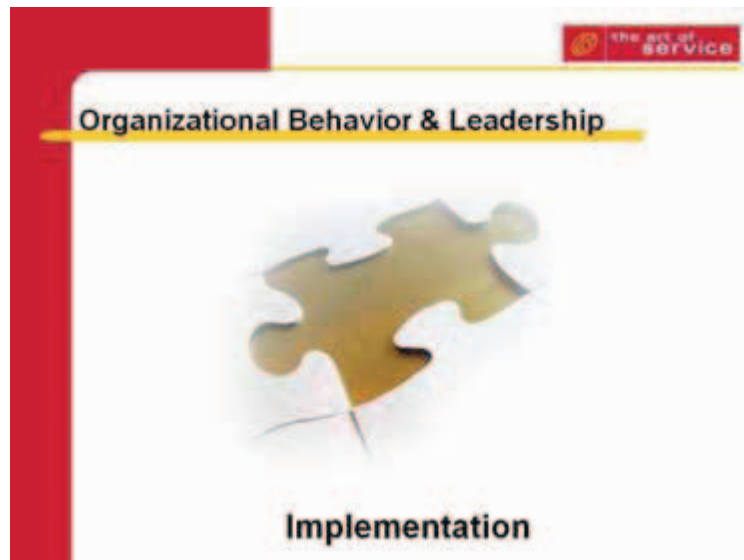 the art of
service
Organizational Behavior & Leadership
Implementation